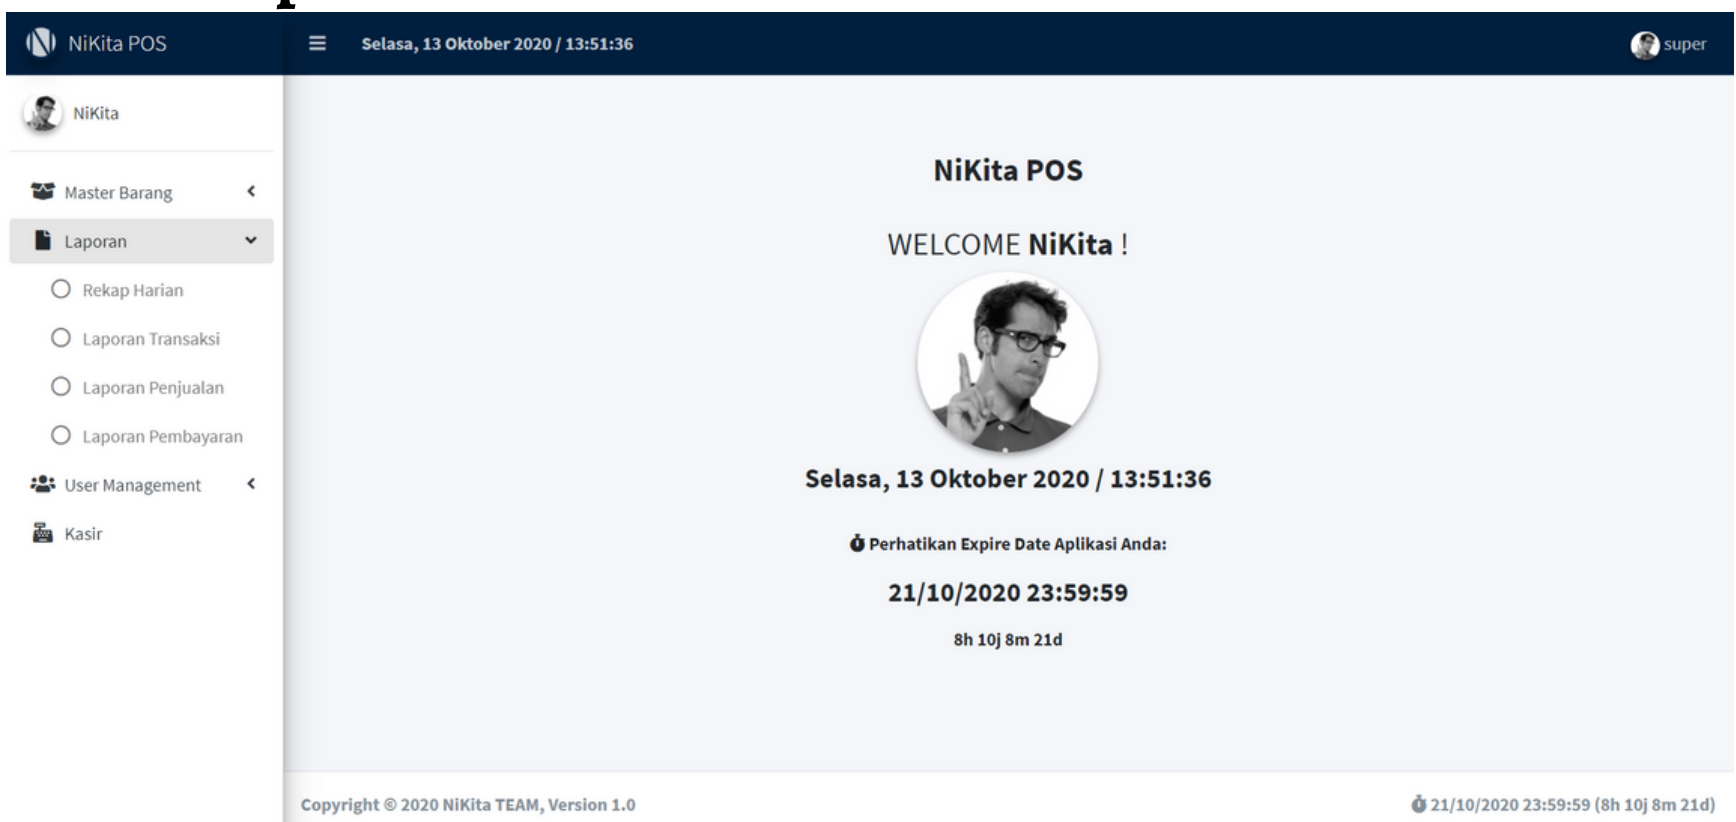 NiKita POS
Selasa, 13 Oktober 2020 / 13:51:36
super
NiKita
Master Barang
Laporan
Rekap Harian
Laporan Transaksi
Laporan Penjualan
Laporan Pembayaran
User Management
Kasir
NiKita POS
WELCOME NiKita !
Selasa, 13 Oktober 2020 / 13:51:36
Perhatikan Expire Date Aplikasi Anda:
21/10/2020 23:59:59
8h 10j 8m 21d
Copyright © 2020 NiKita TEAM, Version 1.0
21/10/2020 23:59:59 (8h 10j 8m 21d)